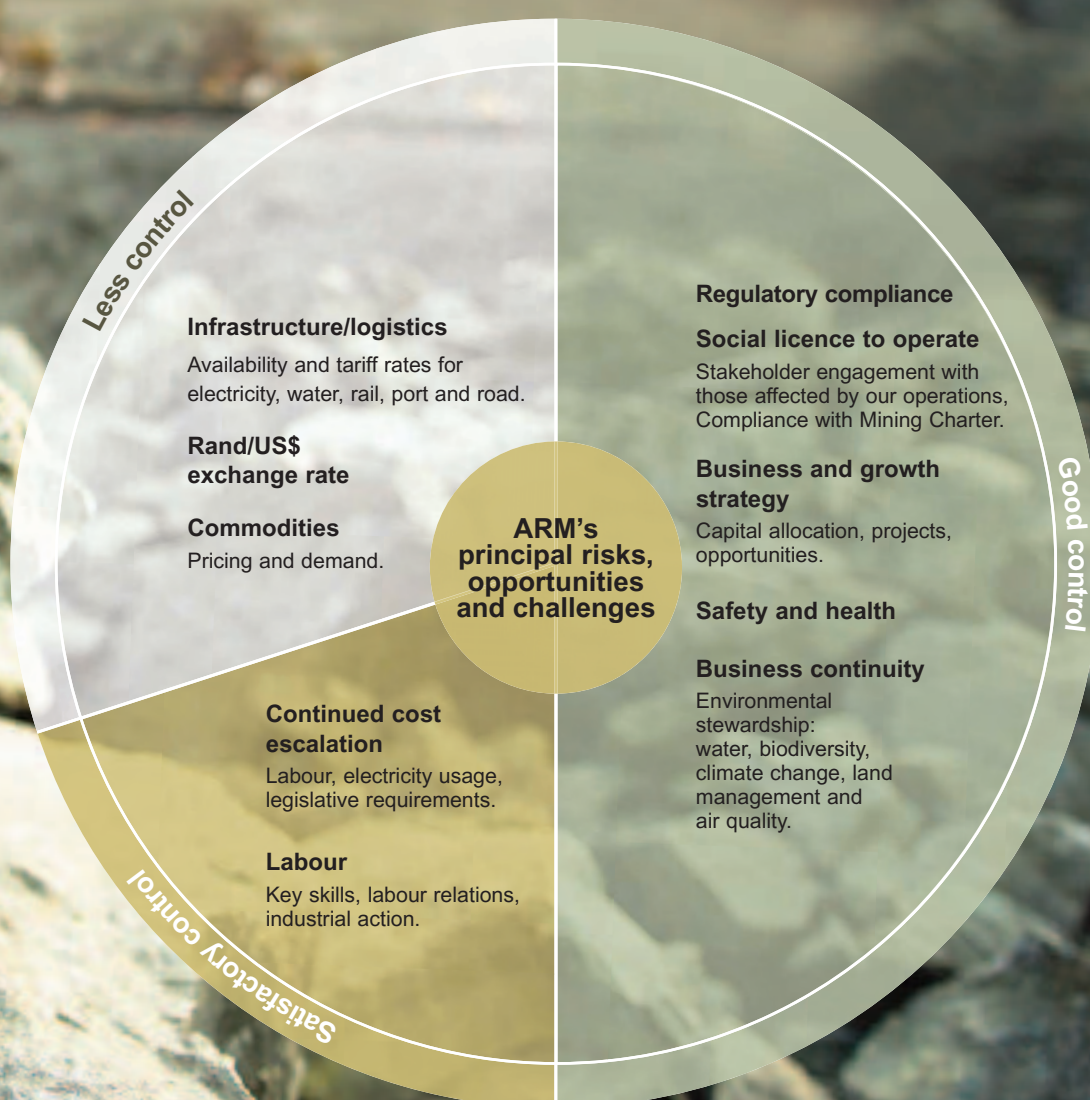 Less control
Infrastructure/logistics
Availability and tariff rates for
electricity, water, rail, port and road.
Rand/US$
exchange rate
Commodities
Pricing and demand.
ARM’s
principal risks,
opportunities
and challenges
Good control
Regulatory compliance
Social licence to operate
Stakeholder engagement with
those affected by our operations,
Compliance with Mining Charter.
Business and growth
strategy
Capital allocation, projects,
opportunities.
Safety and health
Business continuity
Environmental
stewardship:
water, biodiversity,
climate change, land
management and
air quality.
Satisfactory control
Continued cost
escalation
Labour, electricity usage,
legislative requirements.
Labour
Key skills, labour relations,
industrial action.